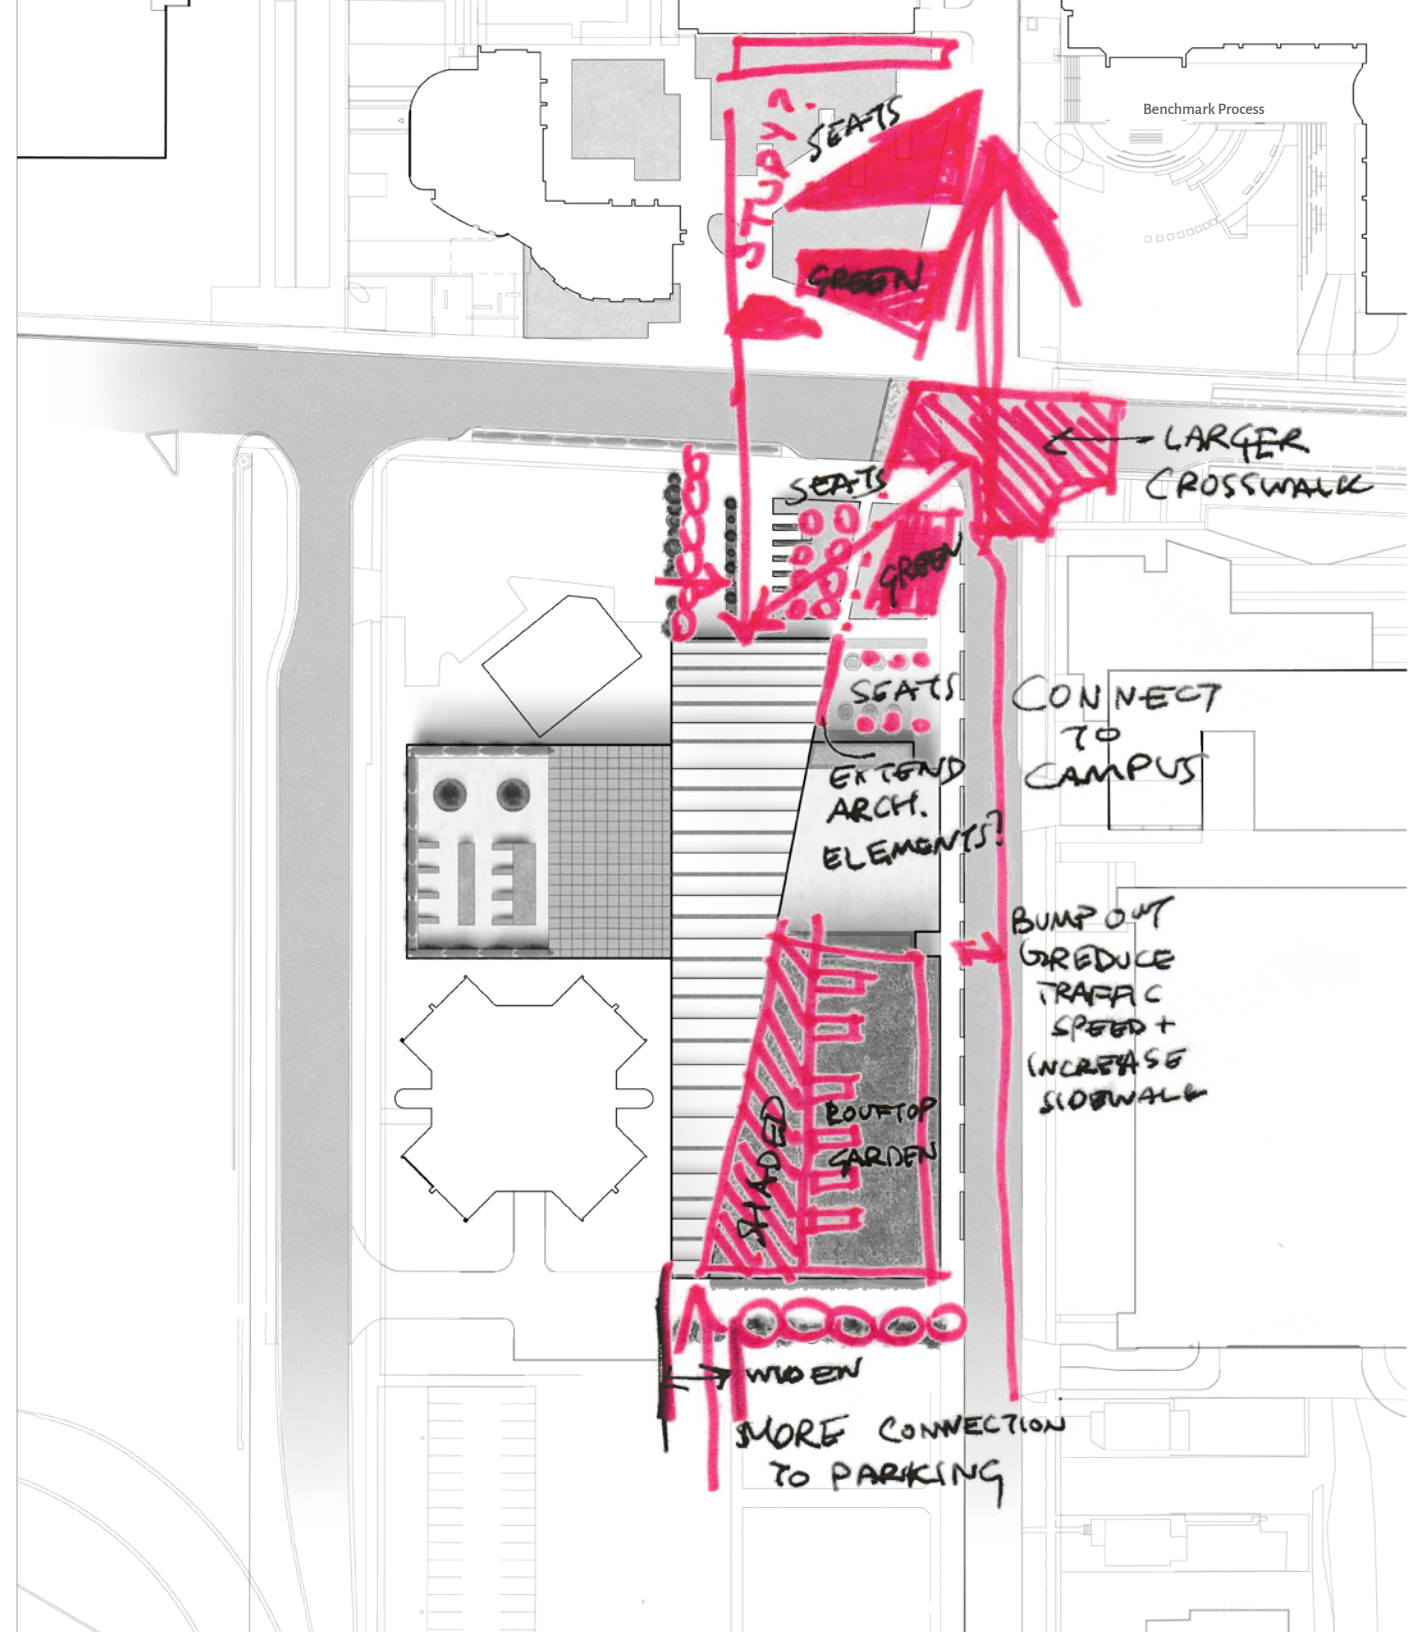 Benchmark Process
STUDY?
SEATS
GREEN
LARGER
CROSSWALK
SEATS
GREEN
SEATS
CONNECT
TO
CAMPUS
EXTEND
ARCH.
ELEMENTS?
BUMP OUT
REDUCE
TRAFFIC
SPEED +
INCREASE
SIDEWALK
SHADED
ROOFTOP
GARDEN
WIDEN
MORE CONNECTION
TO PARKING